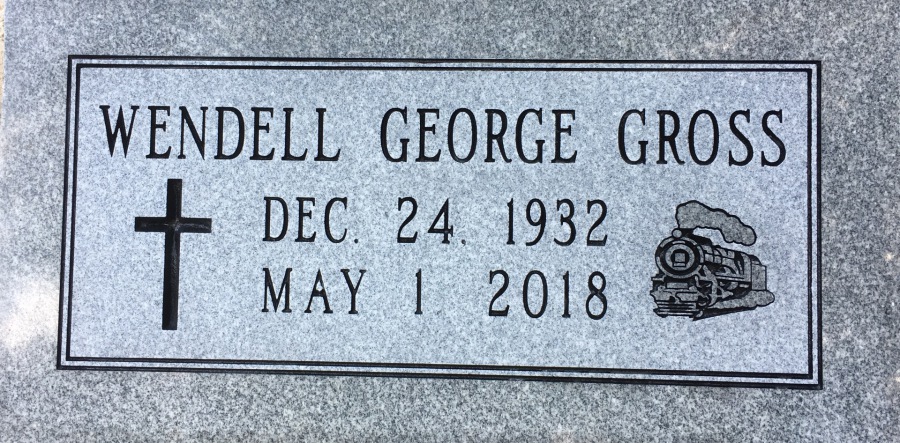 WENDELL GEORGE GROSS
DEC. 24, 1932
MAY 1 2018